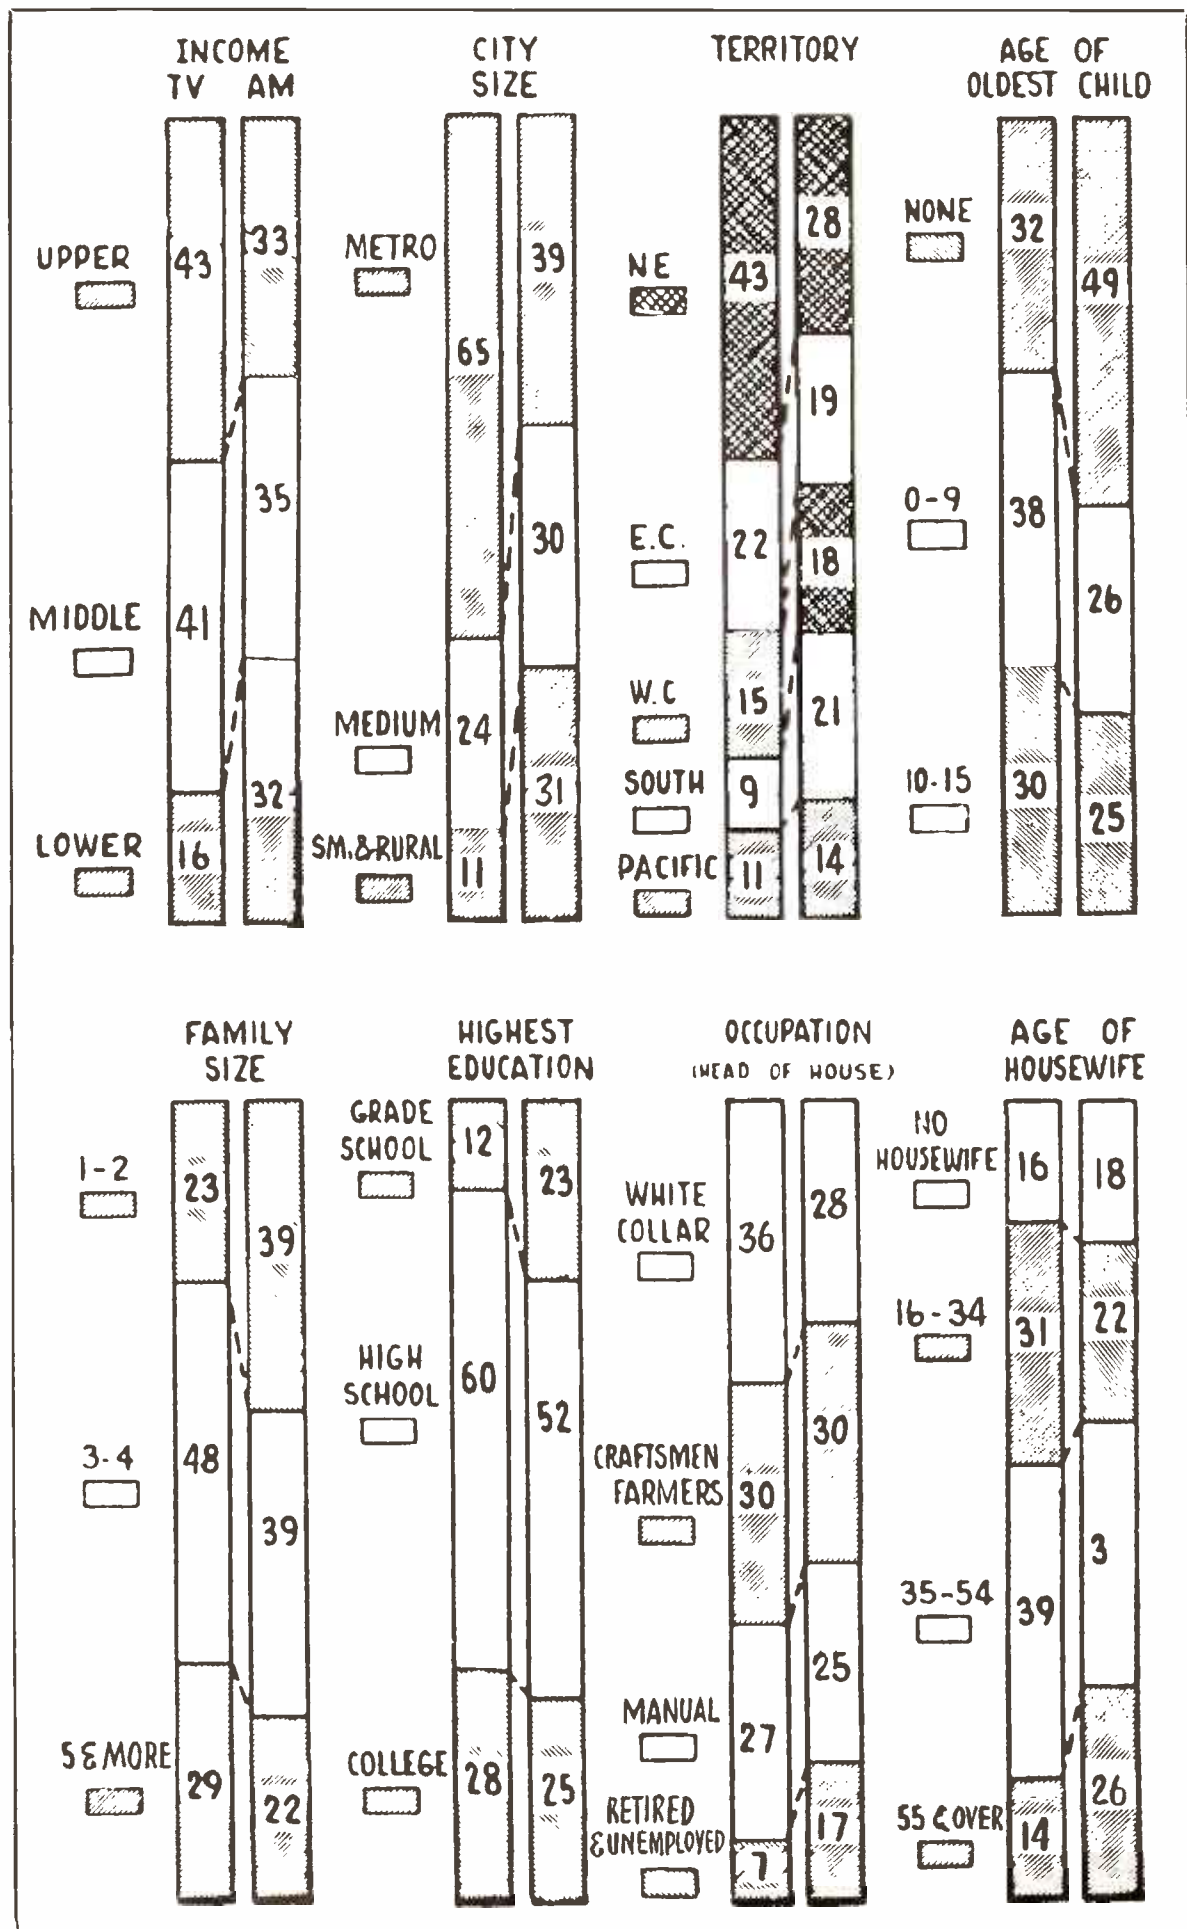 INCOME
TV AM
UPPER
43
33
MIDDLE
41
35
LOWER
16
32
CITY
SIZE
METRO
65
39
MEDIUM
24
30
SM. & RURAL
11
31
TERRITORY
NE
43
28
E.C.
22
19
W.C
15
18
SOUTH
9
21
PACIFIC
11
14
AGE OF
OLDEST CHILD
NONE
32
49
0-9
38
26
10-15
30
25
FAMILY
SIZE
1-2
23
39
3-4
48
39
5 & MORE
29
22
HIGHEST
EDUCATION
GRADE
SCHOOL
12
23
HIGH
SCHOOL
60
52
COLLEGE
28
25
OCCUPATION
(HEAD OF HOUSE)
WHITE
COLLAR
36
28
CRAFTSMEN
FARMERS
30
30
MANUAL
27
25
RETIRED
& UNEMPLOYED
7
17
AGE OF
HOUSEWIFE
NO
HOUSEWIFE
16
18
16-34
31
22
35-54
39
3
55 & OVER
14
26